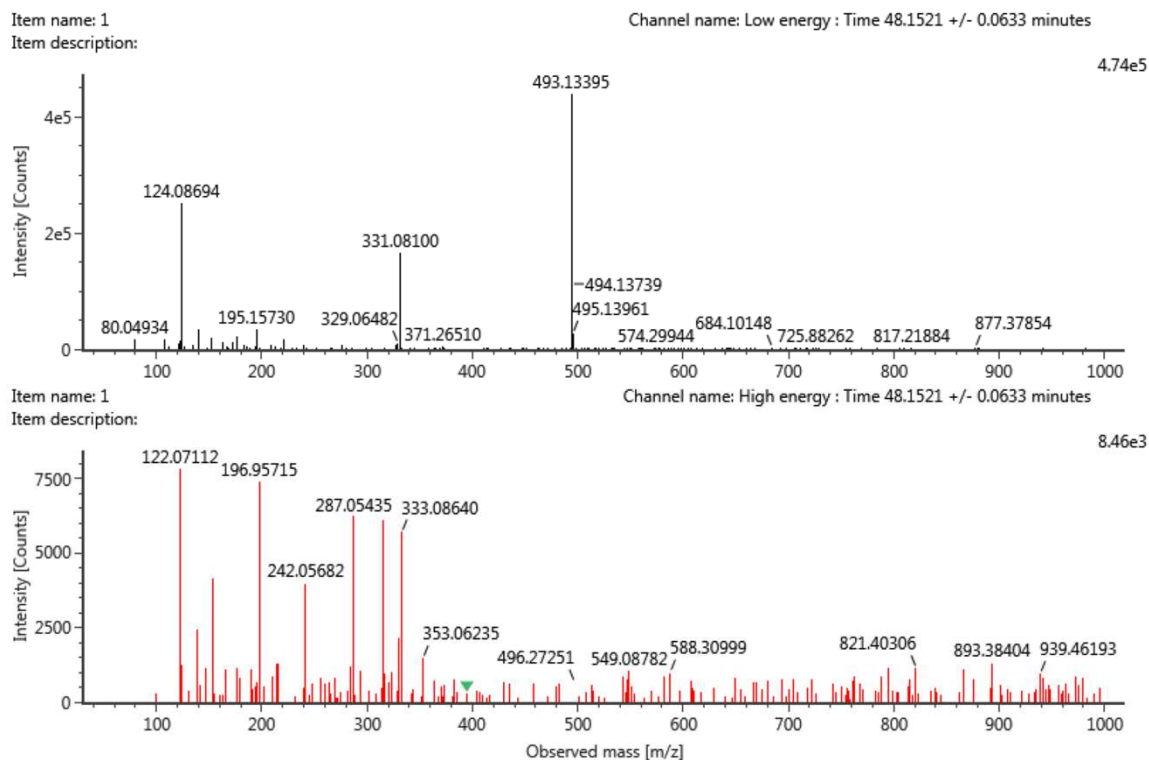 Item name: 1 Channel name: Low energy : Time 48.1521 +/- 0.0633 minutes
Item description:
4.74e5
493.13395
4e5
124.08694
2e5
331.08100
494.13739
495.13961
80.04934 195.15730 329.06482 371.26510 574.29944 684.10148 725.88262 817.21884 877.37854
0
100 200 300 400 500 600 700 800 900 1000
Intensity [Counts]
Item name: 1 Channel name: High energy : Time 48.1521 +/- 0.0633 minutes
Item description:
8.46e3
122.07112 196.95715
7500
287.05435 333.08640
5000
242.05682
2500
353.06235 496.27251 549.08782 588.30999 821.40306 893.38404 939.46193
0
100 200 300 400 500 600 700 800 900 1000
Intensity [Counts]
Observed mass [m/z]